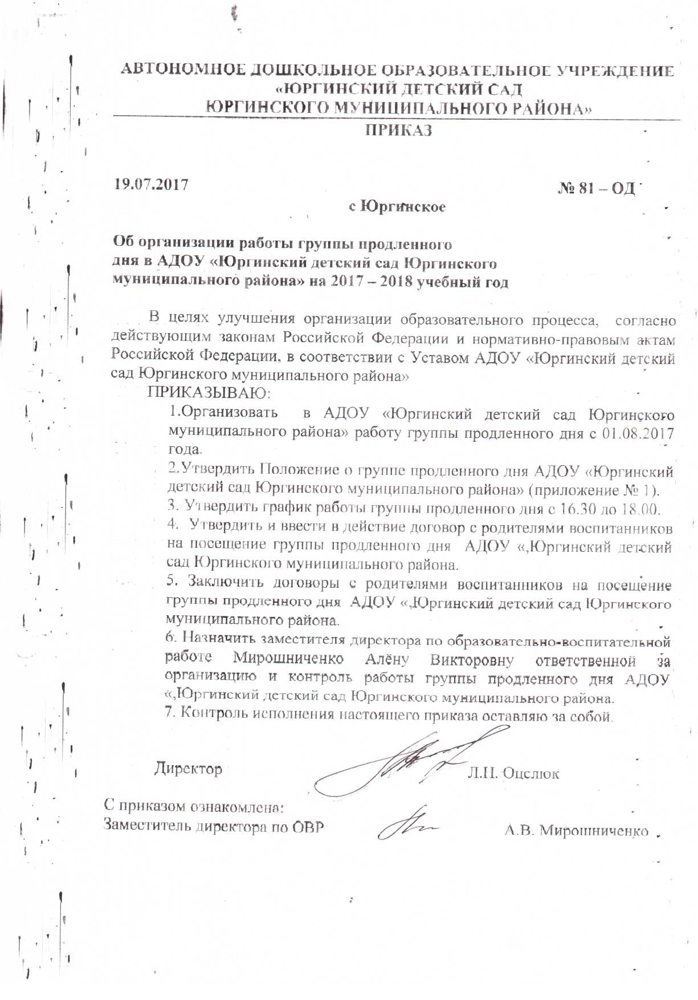 АВТОНОМНОЕ ДОШКОЛЬНОЕ ОБРАЗОВАТЕЛЬНОЕ УЧРЕЖДЕНИЕ
«ЮРГИНСКИЙ ДЕТСКИЙ САД
ЮРГИНСКОГО МУНИЦИПАЛЬНОГО РАЙОНА»
ПРИКАЗ
19.07.2017
№ 81 – ОД
с Юргинское
Об организации работы группы продленного
дня в АДОУ «Юргинский детский сад Юргинского
муниципального района» на 2017 – 2018 учебный год
В целях улучшения организации образовательного процесса, согласно
действующим законам Российской Федерации и нормативно-правовым актам
Российской Федерации, в соответствии с Уставом АДОУ «Юргинский детский
сад Юргинского муниципального района»
ПРИКАЗЫВАЮ:
1.Организовать в АДОУ «Юргинский детский сад Юргинского
муниципального района» работу группы продленного дня с 01.08.2017
года.
2.Утвердить Положение о группе продленного дня АДОУ «Юргинский
детский сад Юргинского муниципального района» (приложение № 1).
3. Утвердить график работы группы продленного дня с 16.30 до 18.00.
4. Утвердить и ввести в действие договор с родителями воспитанников
на посещение группы продленного дня АДОУ «,Юргинский детский
сад Юргинского муниципального района.
5. Заключить договоры с родителями воспитанников на посещение
группы продленного дня АДОУ «,Юргинский детский сад Юргинского
муниципального района.
6. Назначить заместителя директора по образовательно-воспитательной
работе Мирошниченко Алёну Викторовну ответственной за
организацию и контроль работы группы продленного дня АДОУ
«,Юргинский детский сад Юргинского муниципального района.
7. Контроль исполнения настоящего приказа оставляю за собой.
Директор
Л.Н. Оцелюк
С приказом ознакомлена:
Заместитель директора по ОВР
А.В. Мирошниченко